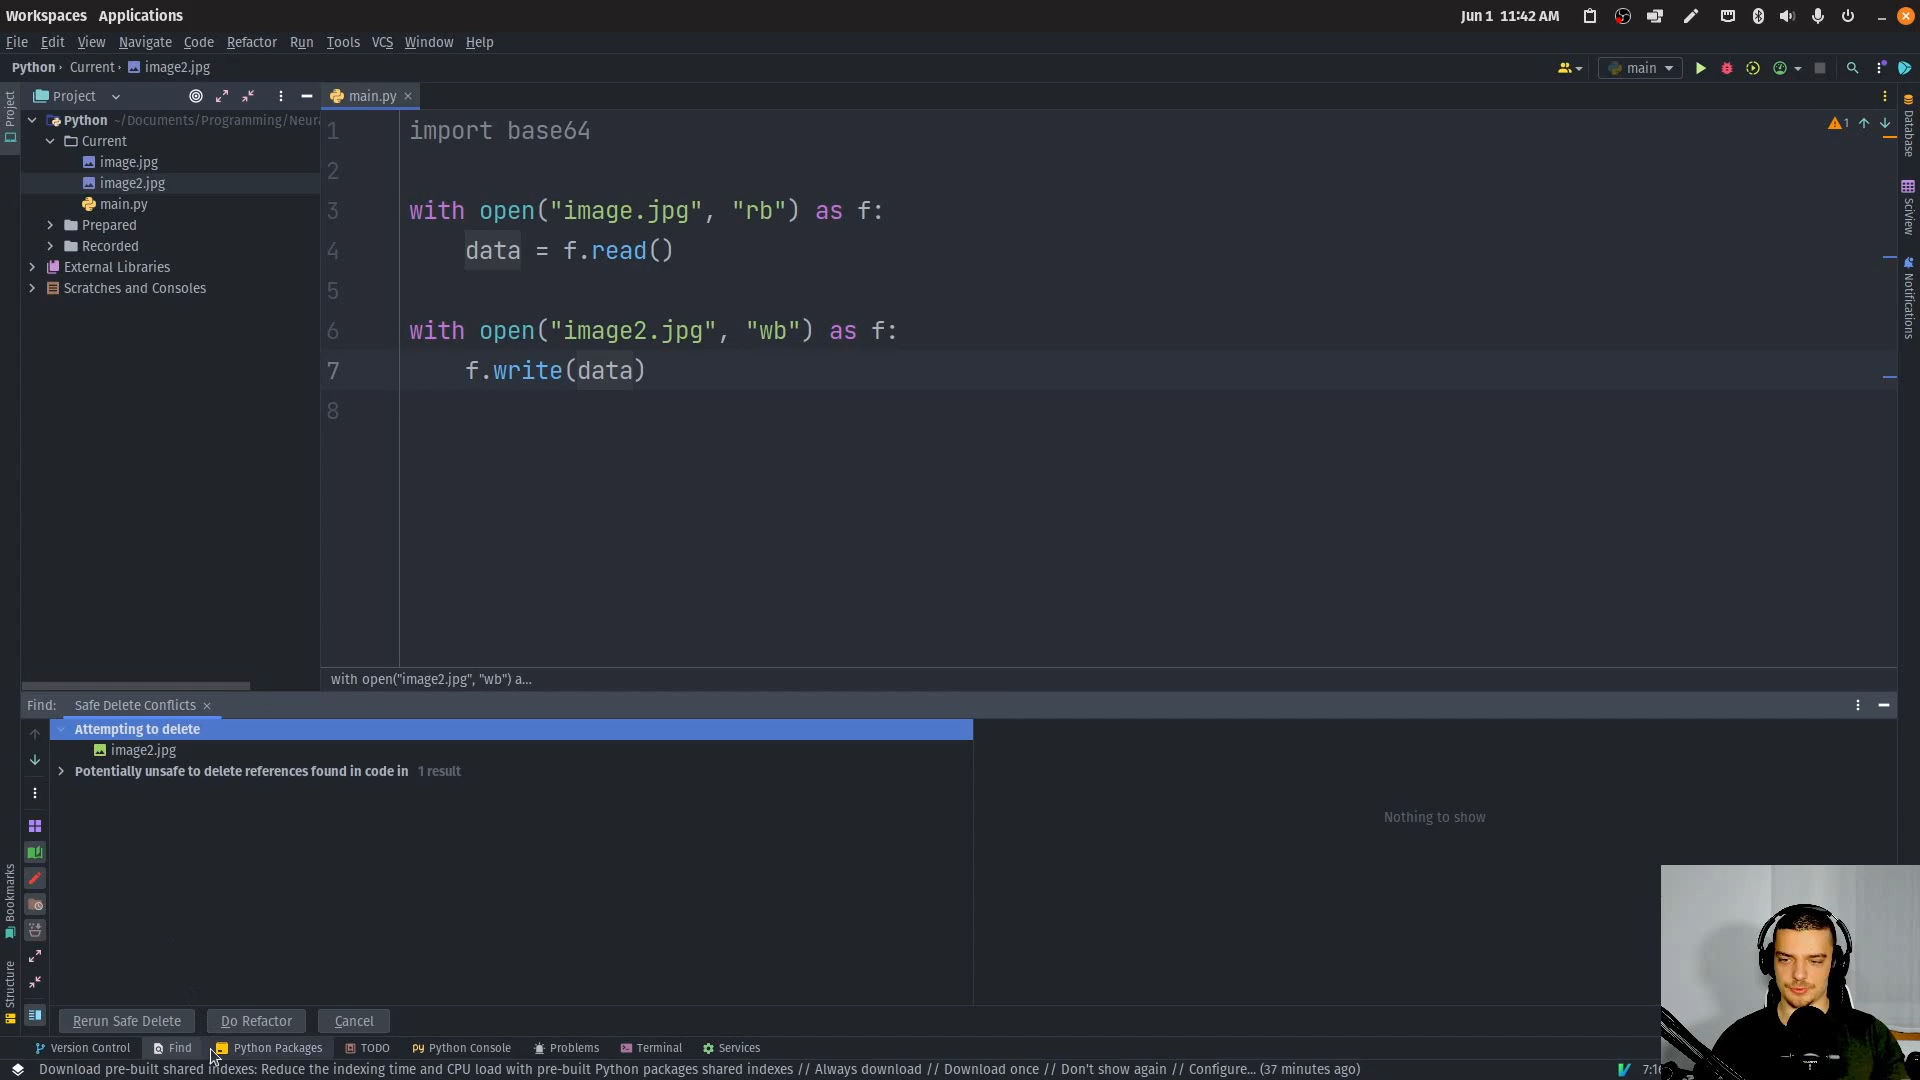 Workspaces Applications Jun 1 11:42 AM
File Edit View Navigate Code Refactor Run Tools VCS Window Help
Python › Current › image2.jpg main
Project main.py
Python ~/Documents/Programming/Neura
Current
image.jpg
image2.jpg
main.py
Prepared
Recorded
External Libraries
Scratches and Consoles
Project
Bookmarks
Structure
1 import base64
2
3 with open("image.jpg", "rb") as f:
4 data = f.read()
5
6 with open("image2.jpg", "wb") as f:
7 f.write(data)
8
1
Database
SciView
Notifications
with open("image2.jpg", "wb") a...
Find: Safe Delete Conflicts
Attempting to delete
image2.jpg
Potentially unsafe to delete references found in code in 1 result
Nothing to show
Rerun Safe Delete Do Refactor Cancel
Version Control Find Python Packages TODO Python Console Problems Terminal Services
Download pre-built shared indexes: Reduce the indexing time and CPU load with pre-built Python packages shared indexes // Always download // Download once // Don't show again // Configure... (37 minutes ago)